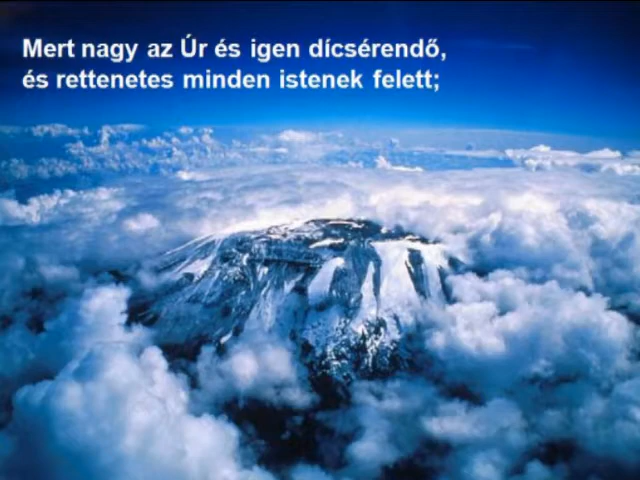 Mert nagy az Úr és igen dícsérendő,
és rettenetes minden istenek felett;